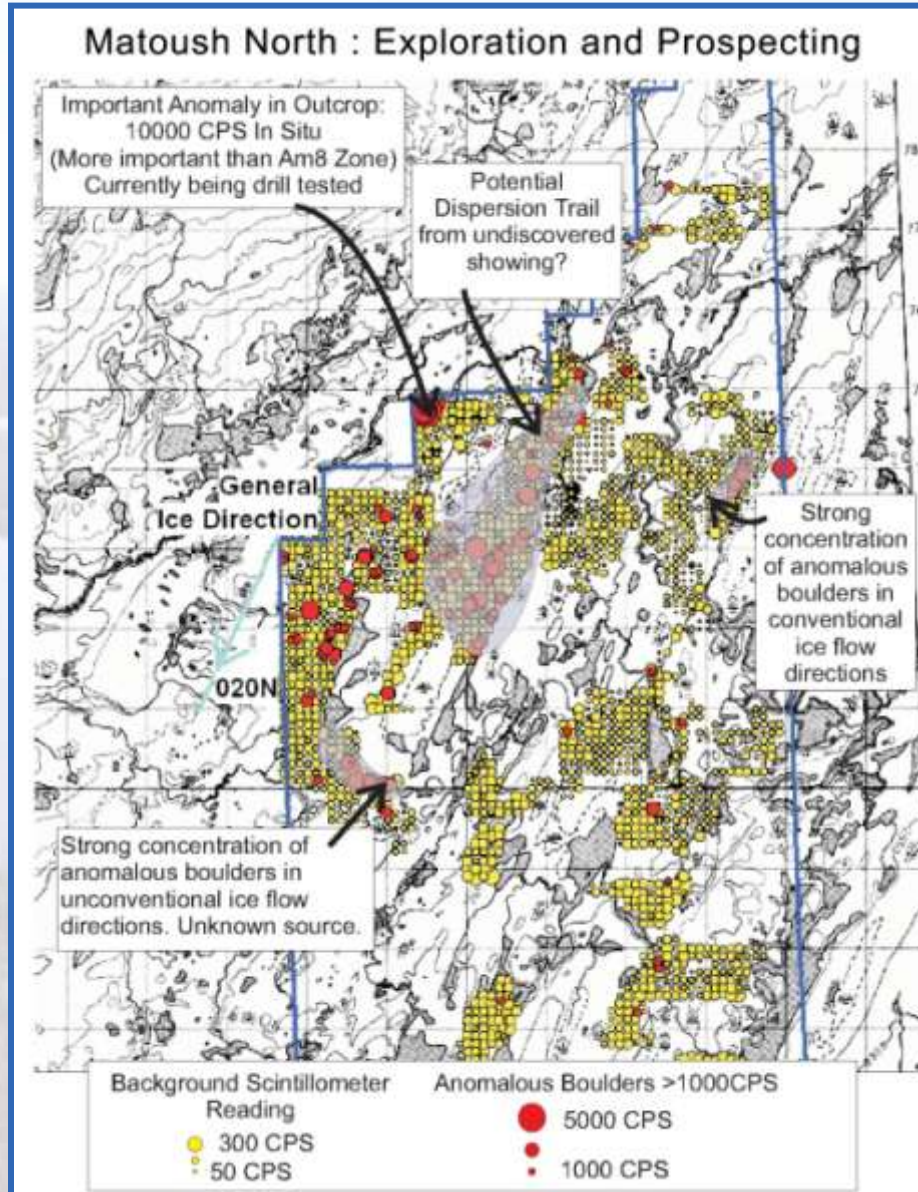 Matoush North : Exploration and Prospecting
Important Anomaly in Outcrop:
10000 CPS In Situ
(More important than Am8 Zone)
Currently being drill tested
Potential
Dispersion Trail
from undiscovered
showing?
General
Ice Direction
020N
Strong
concentration
of anomalous
boulders in
conventional
ice flow
directions
Strong concentration of
anomalous boulders in
unconventional ice flow
directions. Unknown source.
Background Scintillometer
Reading
300 CPS
50 CPS
Anomalous Boulders >1000CPS
5000 CPS
1000 CPS